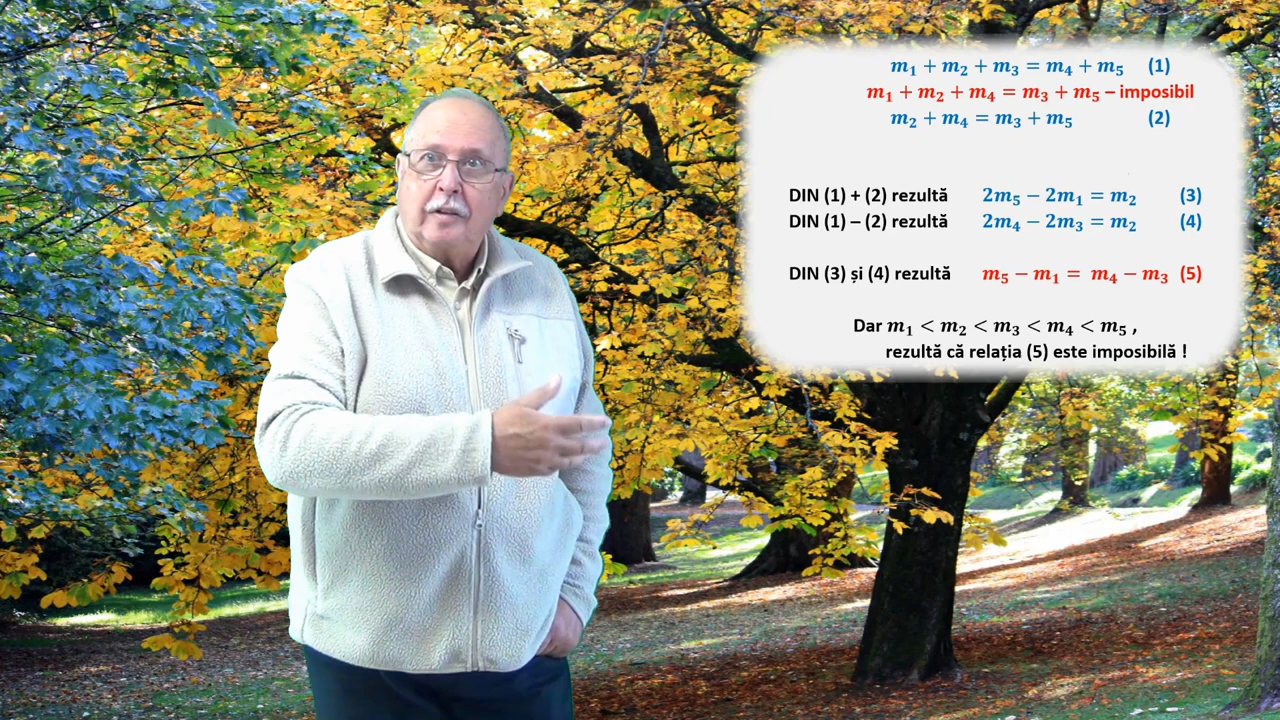 m₁ + m₂ + m₃ = m₄ + m₅ (1)
m₁ + m₂ + m₄ = m₃ + m₅ – imposibil
m₂ + m₄ = m₃ + m₅ (2)
DIN (1) + (2) rezultă 2m₅ − 2m₁ = m₂ (3)
DIN (1) – (2) rezultă 2m₄ − 2m₃ = m₂ (4)
DIN (3) și (4) rezultă m₅ − m₁ = m₄ − m₃ (5)
Dar m₁ < m₂ < m₃ < m₄ < m₅ ,
rezultă că relația (5) este imposibilă !